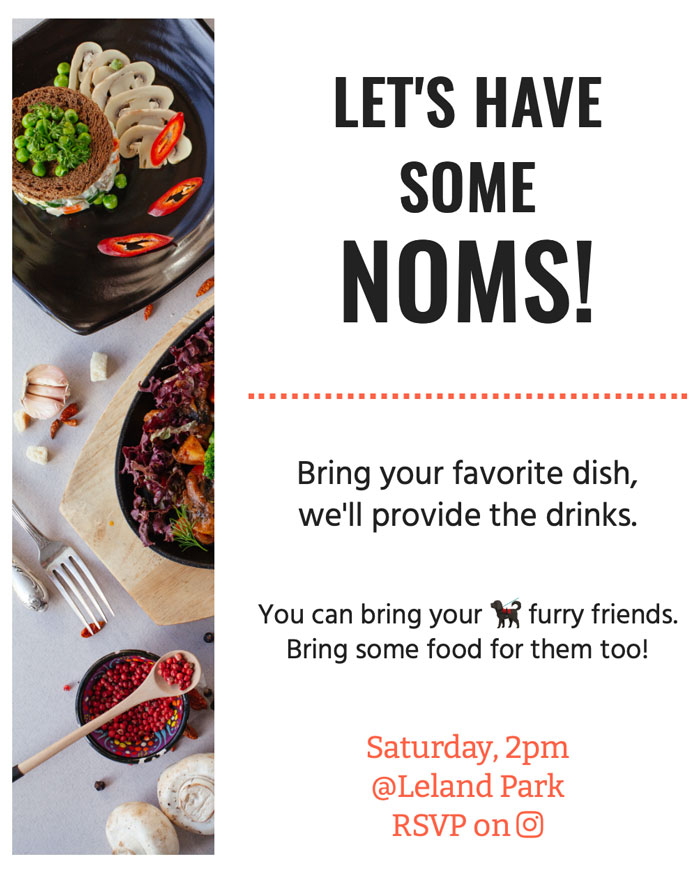 LET'S HAVE
SOME
NOMS!
Bring your favorite dish,
we'll provide the drinks.
You can bring your 🐕‍🦺 furry friends.
Bring some food for them too!
Saturday, 2pm
@Leland Park
RSVP on